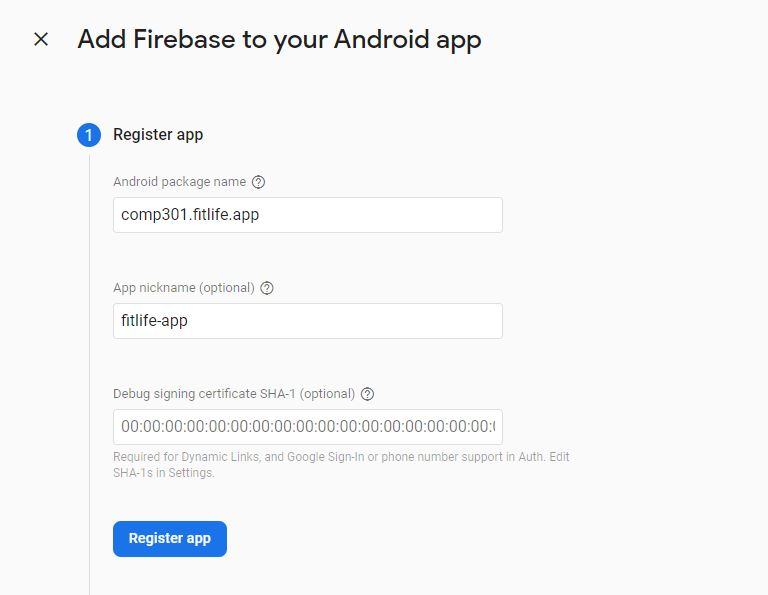 Add Firebase to your Android app
1 Register app
Android package name
comp301.fitlife.app
App nickname (optional)
fitlife-app
Debug signing certificate SHA-1 (optional)
00:00:00:00:00:00:00:00:00:00:00:00:00:00:00:00:00:0
Required for Dynamic Links, and Google Sign-In or phone number support in Auth. Edit
SHA-1s in Settings.
Register app